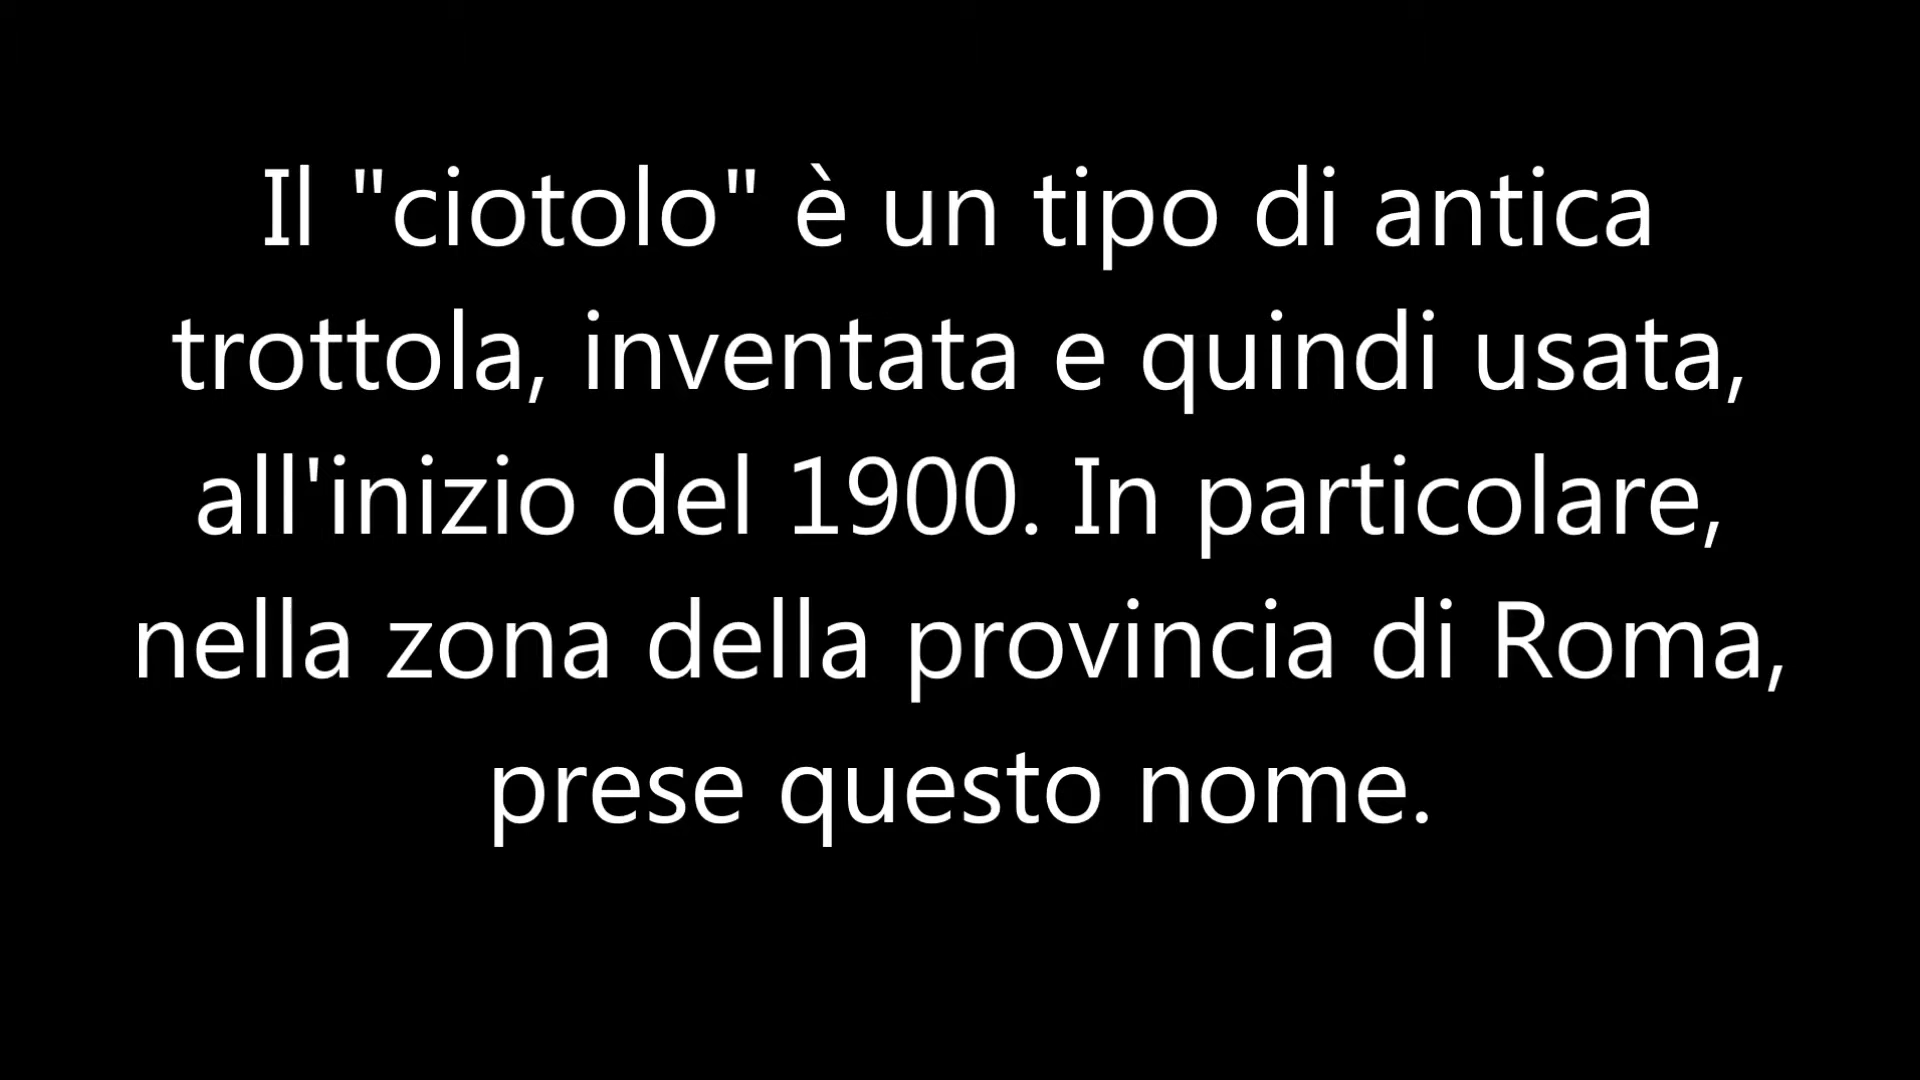 Il "ciotolo" è un tipo di antica
trottola, inventata e quindi usata,
all'inizio del 1900. In particolare,
nella zona della provincia di Roma,
prese questo nome.